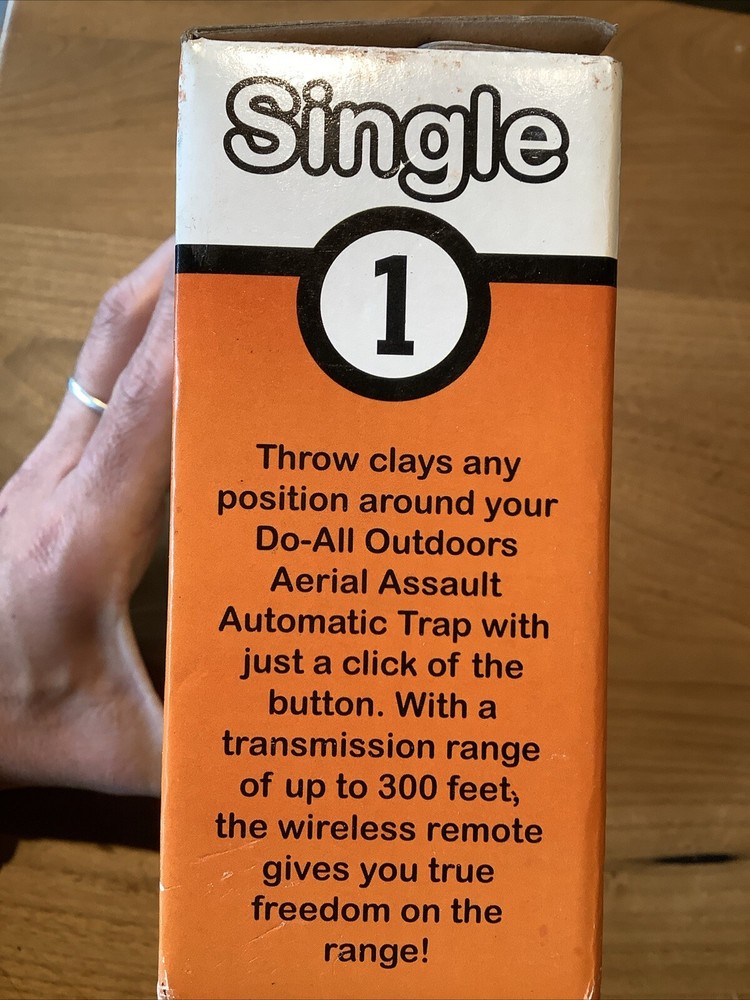 Single
1
Throw clays any
position around your
Do-All Outdoors
Aerial Assault
Automatic Trap with
just a click of the
button. With a
transmission range
of up to 300 feet,
the wireless remote
gives you true
freedom on the
range!